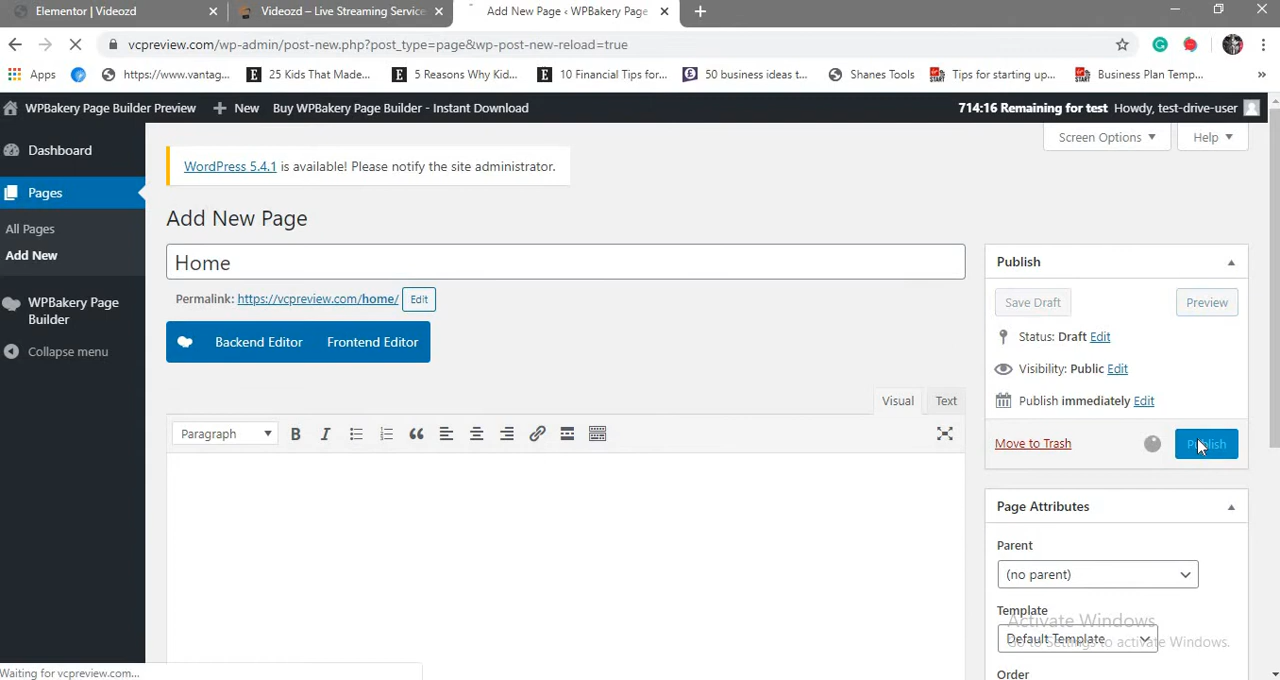 Elementor | Videozd
Videozd – Live Streaming Service
Add New Page ‹ WPBakery Page
vcpreview.com/wp-admin/post-new.php?post_type=page&wp-post-new-reload=true
Apps
https://www.vantag...
25 Kids That Made...
5 Reasons Why Kid...
10 Financial Tips for...
50 business ideas t...
Shanes Tools
Tips for starting up...
Business Plan Temp...
WPBakery Page Builder Preview
New
Buy WPBakery Page Builder - Instant Download
714:16 Remaining for test Howdy, test-drive-user
Dashboard
Screen Options
Help
WordPress 5.4.1 is available! Please notify the site administrator.
Pages
All Pages
Add New
WPBakery Page
Builder
Collapse menu
Add New Page
Home
Permalink: https://vcpreview.com/home/ Edit
Backend Editor Frontend Editor
Visual Text
Paragraph B I
Publish
Save Draft Preview
Status: Draft Edit
Visibility: Public Edit
Publish immediately Edit
Move to Trash Publish
Page Attributes
Parent
(no parent)
Template
Default Template
Order
Activate Windows
Go to Settings to activate Windows.
Waiting for vcpreview.com...